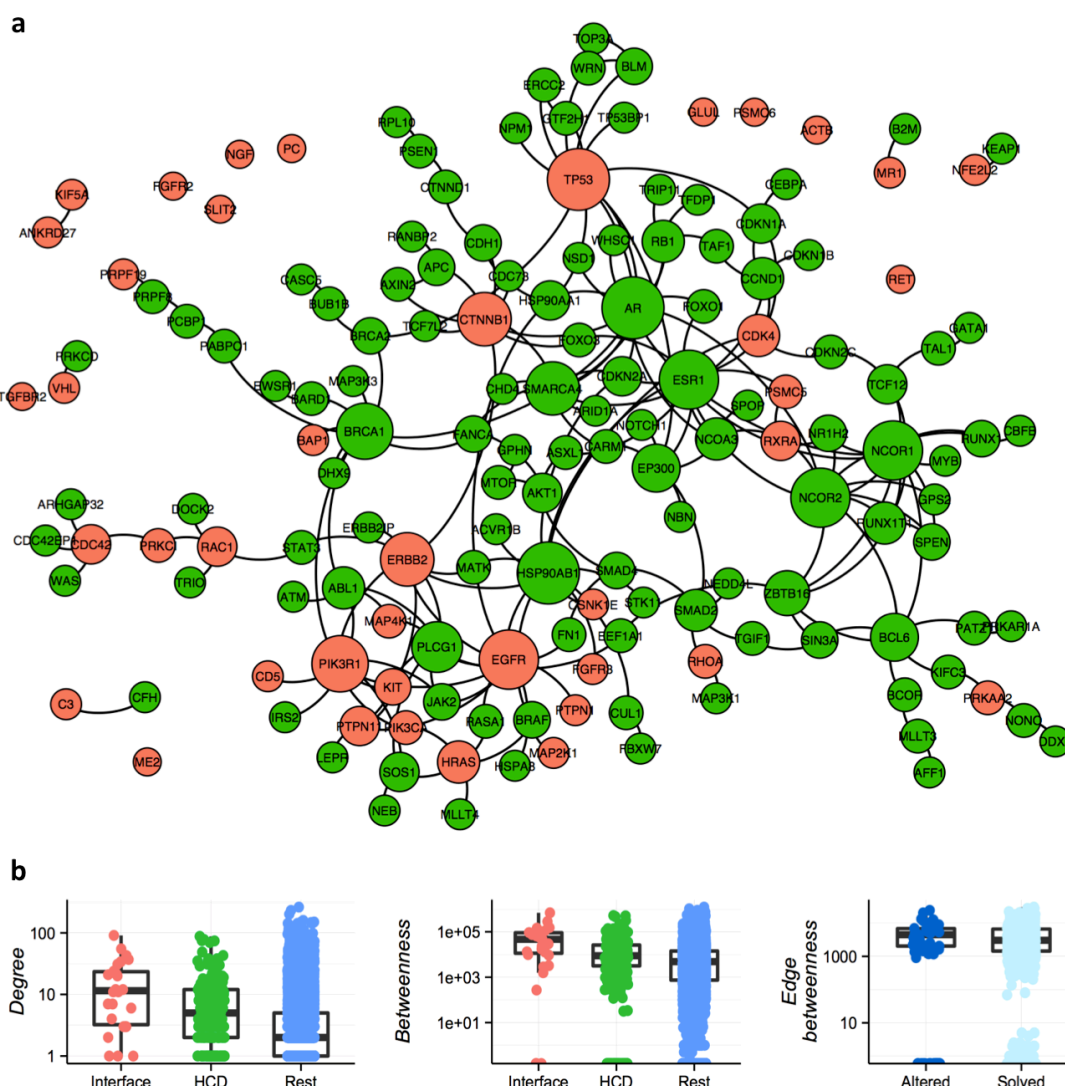 a
TOP3A
WRN
BLM
ERCC2
GTF2H1
TP53BP1
NPM1
RPL10
PSEN1
CTNND1
TP53
GLUL
PSMC6
ACTB
B2M
MR1
KEAP1
NFE2L2
NGF
PC
FGFR2
SLIT2
KIF5A
ANKRD27
TRIP11
TFDP1
CEBPA
CDKN1A
RB1
TAF1
CDKN1B
CCND1
WHSC1
NSD1
RANBP2
APC
CDH1
AXIN2
CDC73
HSP90AA1
AR
FOXO1
RET
PRPF19
PRPF8
PCBP1
PABPC1
CASC5
BUB1B
BRCA2
TCF7L2
CTNNB1
FOXO3
CDK4
CDKN2C
GATA1
TAL1
TCF12
PRKCD
VHL
TGFBR2
EWSR1
BARD1
MAP3K3
BAP1
BRCA1
CHD4
SMARCA4
CDKN2A
ARID1A
ESR1
PSMC5
SPOP
NOTCH1
NCOA3
RXRA
NR1H2
NCOR1
RUNX1
CBFB
MYB
FANCA
GPHN
ASXL1
CARM1
EP300
DHX9
MTOR
AKT1
NCOR2
GPS2
RUNX1T1
SPEN
NBN
ARHGAP32
CDC42EP1
CDC42
WAS
PRKCI
DOCK2
RAC1
TRIO
STAT3
ERBB2IP
ERBB2
ACVR1B
MATK
HSP90AB1
SMAD4
CSNK1E
STK11
NEDD4L
SMAD2
ZBTB16
ATM
ABL1
MAP4K1
PLCG1
FN1
EEF1A1
TGIF1
SIN3A
BCL6
PATZ1
PRKAR1A
PIK3R1
CD5
KIT
EGFR
FGFR3
RHOA
MAP3K1
KIFC3
PRKAA2
BCOR
NONO
DDX
C3
CFH
IRS2
PTPN11
PIK3CA
JAK2
RASA1
BRAF
PTPN1
CUL1
MLLT3
ME2
LEPR
SOS1
HRAS
HSPA8
MAP2K1
FBXW7
AFF1
NEB
MLLT4
b
Degree
100
10
1
Interface
HCD
Rest
Betweenness
1e+05
1e+03
1e+01
Interface
HCD
Rest
Edge
betweenness
1000
10
Altered
Solved